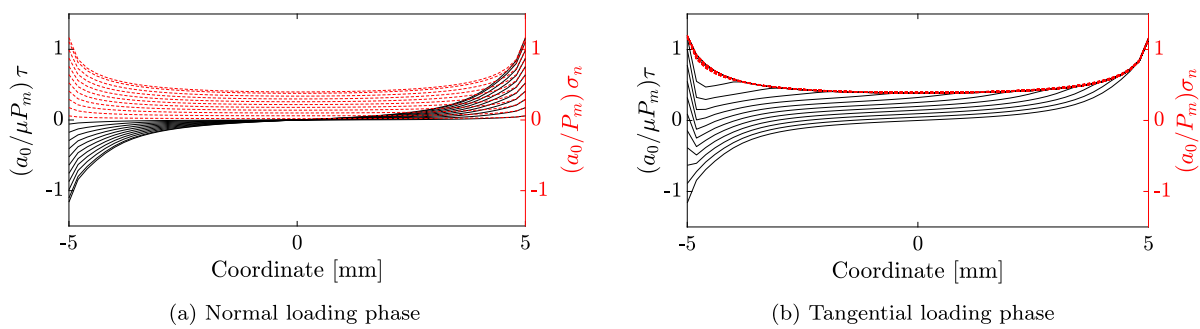 1
0
-1
(a₀/μPₘ) τ
1
0
-1
(a₀/Pₘ) σₙ
-5
0
5
Coordinate [mm]
(a) Normal loading phase
1
0
-1
(a₀/μPₘ) τ
1
0
-1
(a₀/Pₘ) σₙ
-5
0
5
Coordinate [mm]
(b) Tangential loading phase